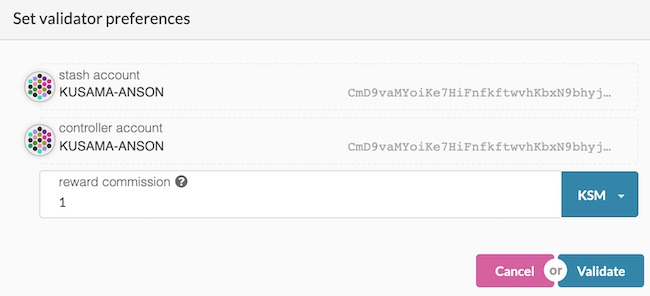 Set validator preferences
stash account
KUSAMA-ANSON CmD9vaMYoiKe7HiFnfkftwvhKbxN9bhyj…
controller account
KUSAMA-ANSON CmD9vaMYoiKe7HiFnfkftwvhKbxN9bhyj…
reward commission ?
1 KSM
Cancel or Validate